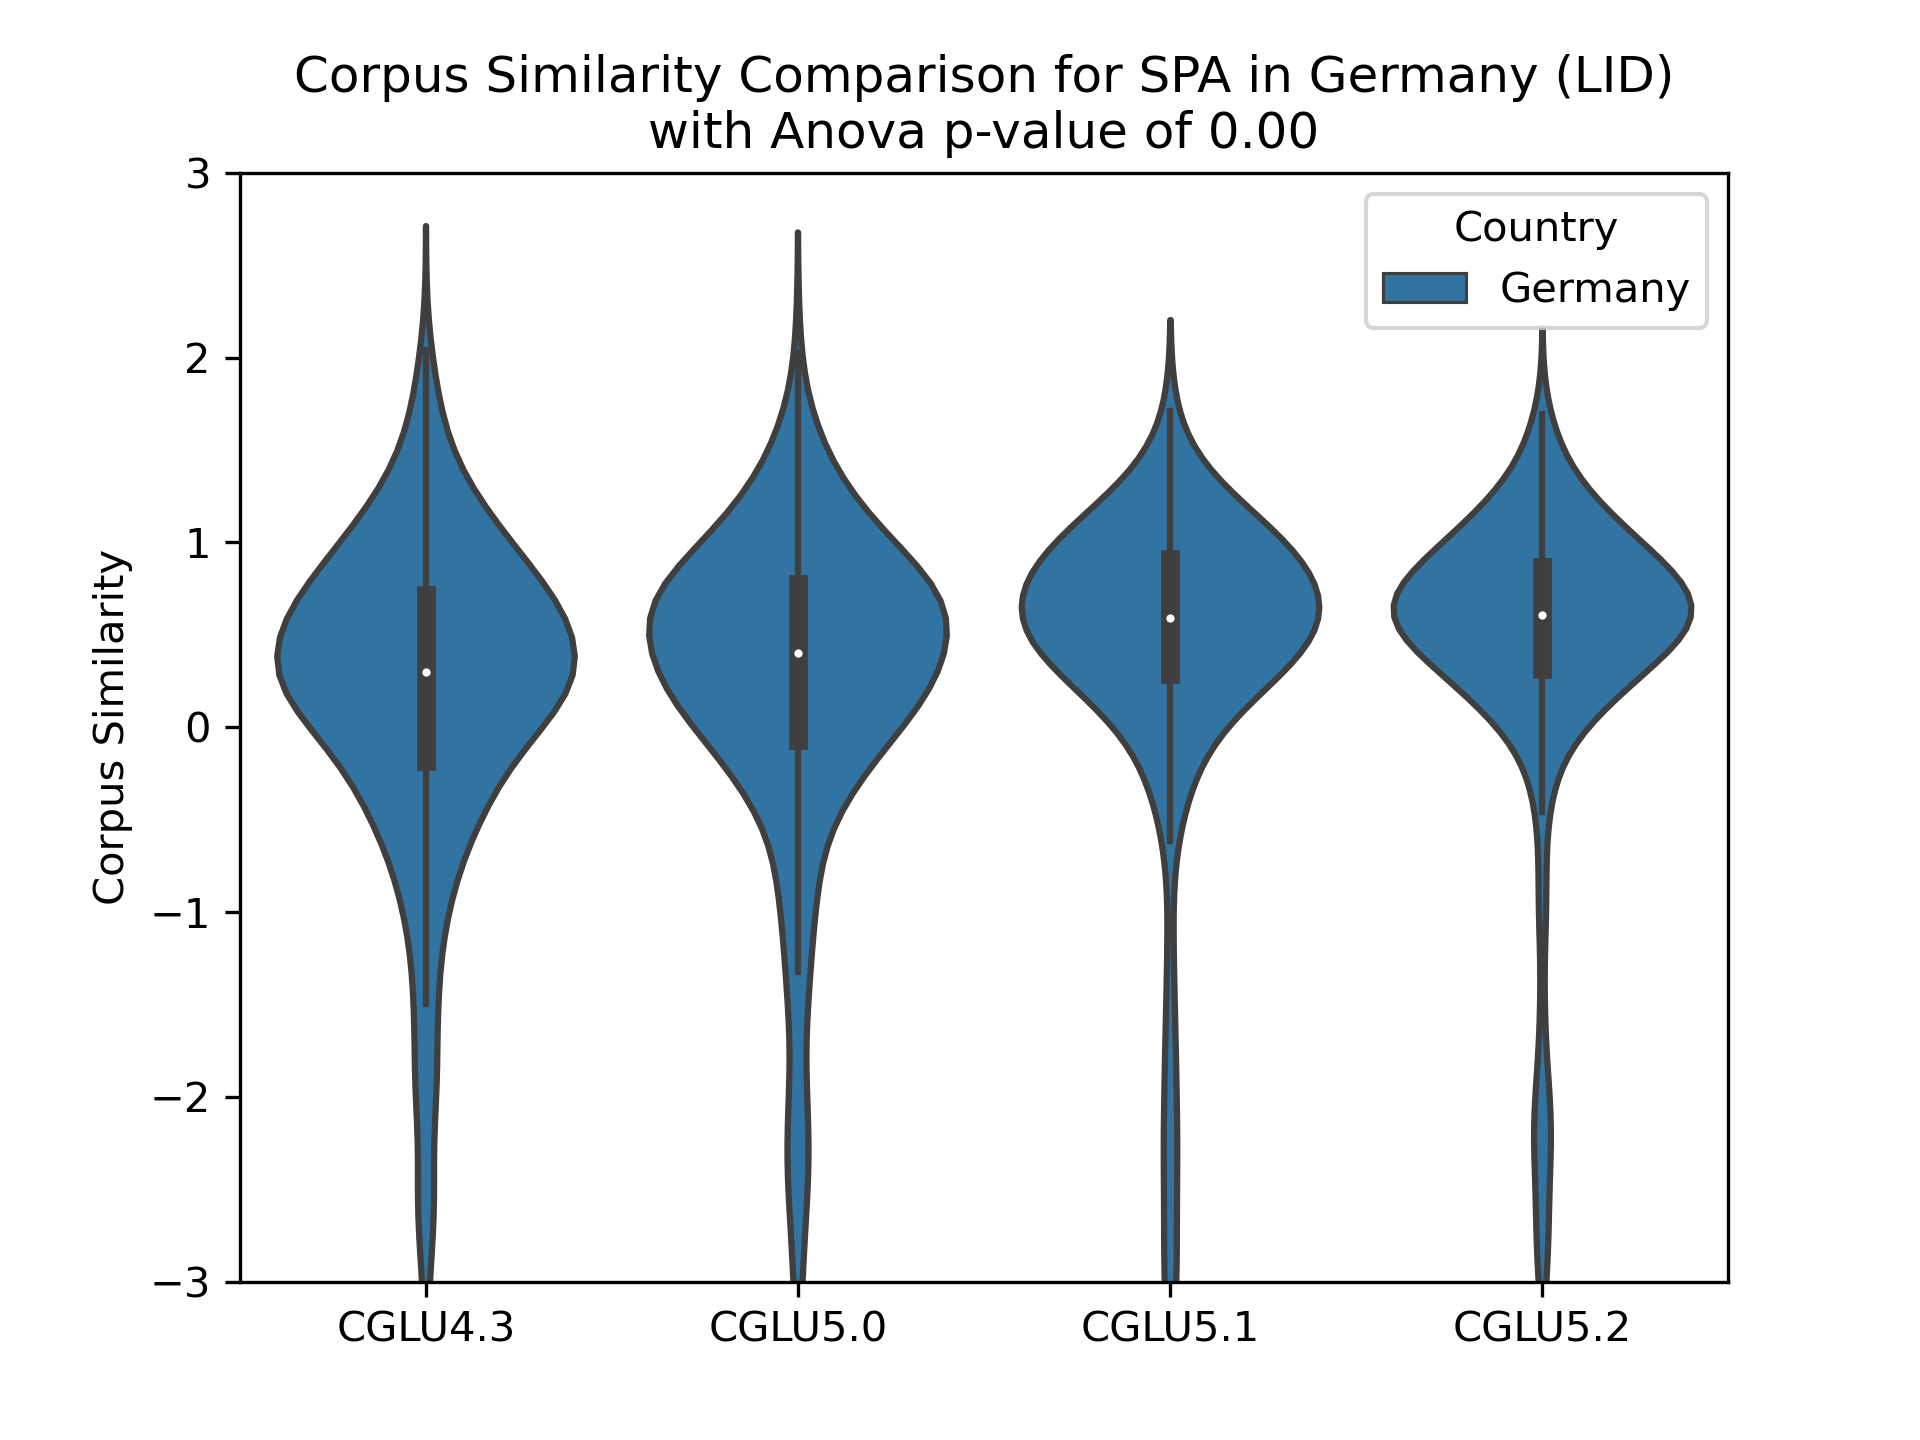 Corpus Similarity Comparison for SPA in Germany (LID)
with Anova p-value of 0.00
Country
Germany
Corpus Similarity
3
2
1
0
−1
−2
−3
CGLU4.3
CGLU5.0
CGLU5.1
CGLU5.2